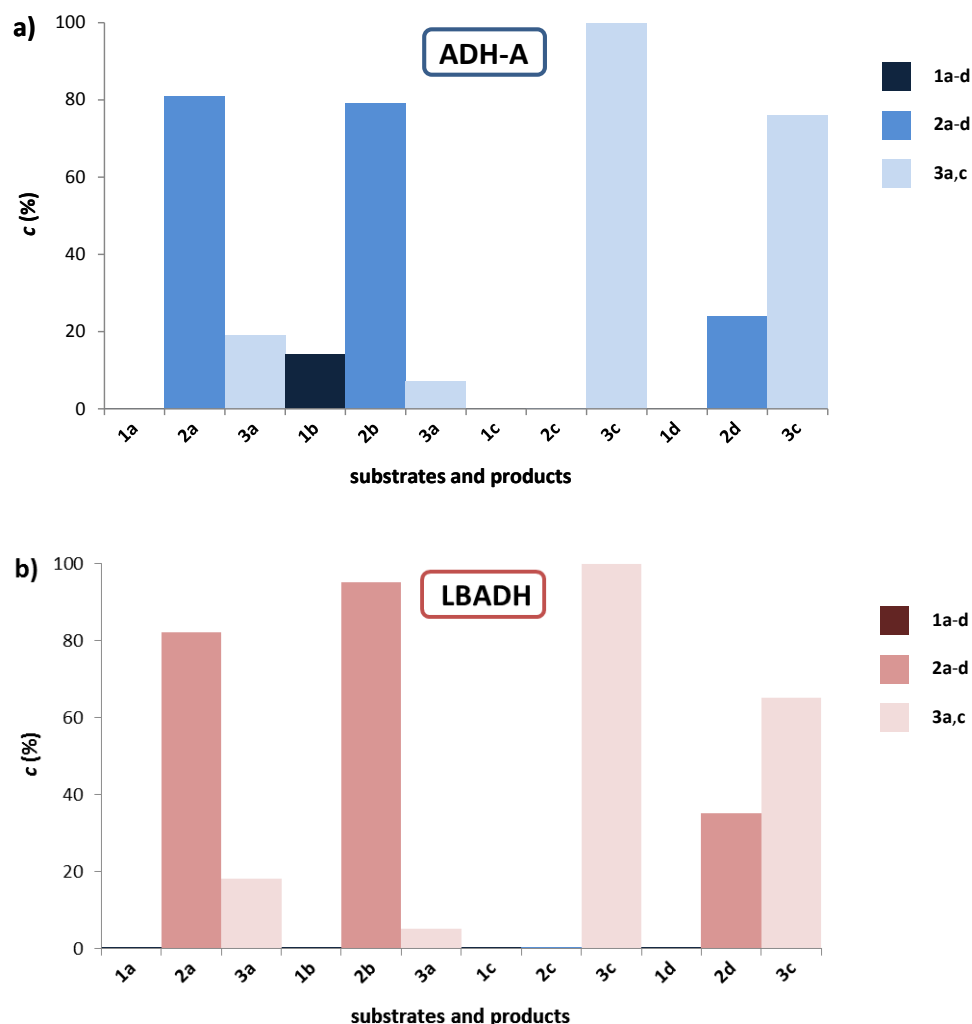 a)
ADH-A
100
80
60
40
20
0
c (%)
1a 2a 3a 1b 2b 3a 1c 2c 3c 1d 2d 3c
substrates and products
1a-d
2a-d
3a,c
b)
LBADH
100
80
60
40
20
0
c (%)
1a 2a 3a 1b 2b 3a 1c 2c 3c 1d 2d 3c
substrates and products
1a-d
2a-d
3a,c